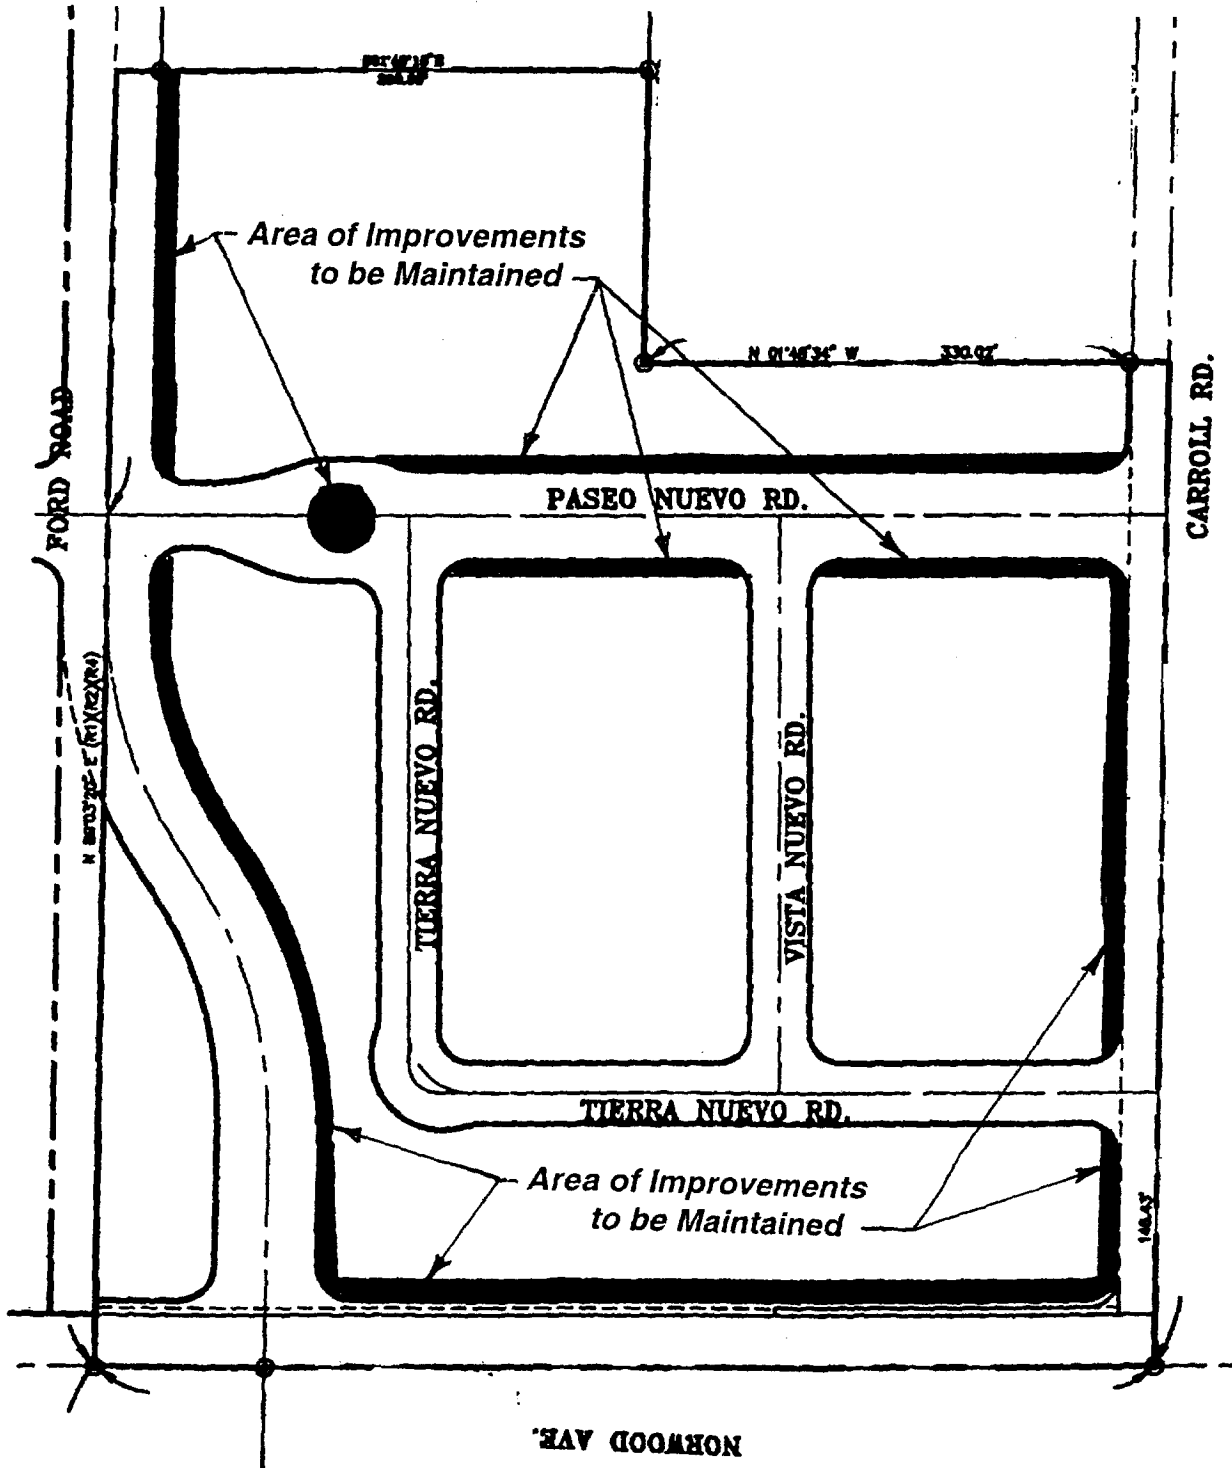 Area of Improvements
to be Maintained
N 01°46'34" W 330.02'
FORD ROAD
CARROLL RD.
PASEO NUEVO RD.
TIERRA NUEVO RD.
VISTA NUEVO RD.
TIERRA NUEVO RD.
Area of Improvements
to be Maintained
NORWOOD AVE.